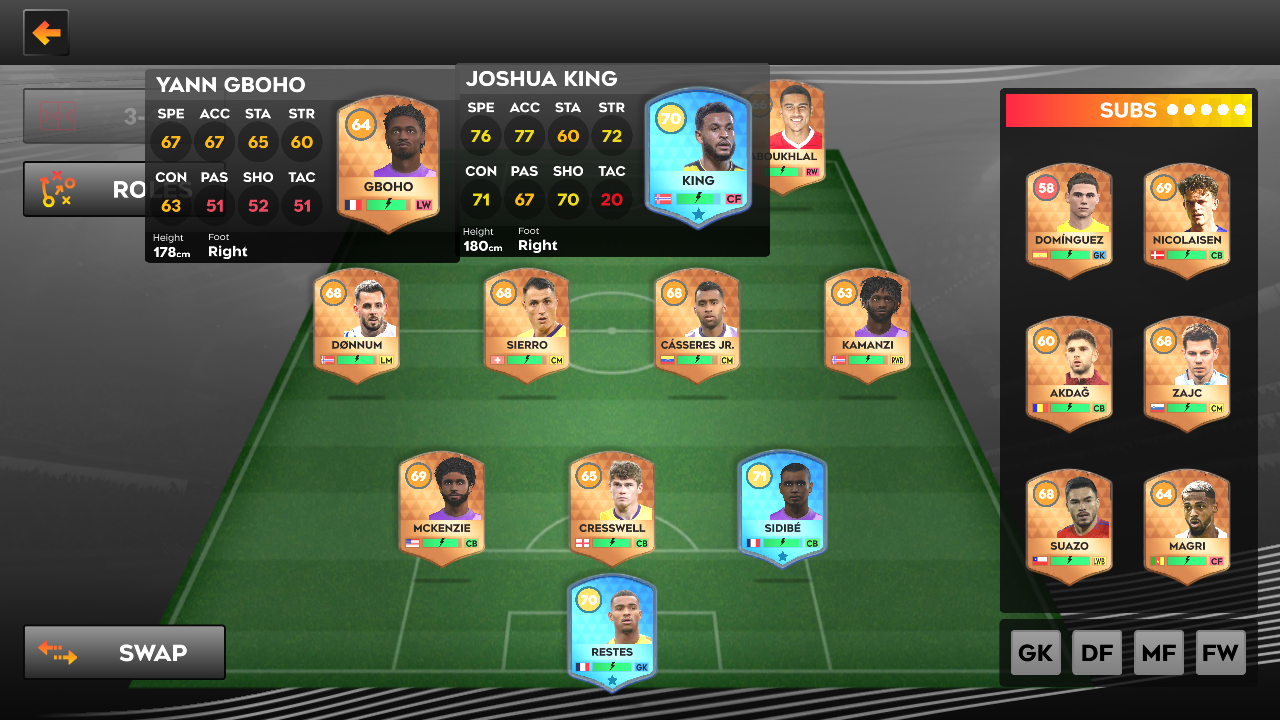 YANN GBOHO
SPE ACC STA STR
67 67 65 60
CON PAS SHO TAC
63 51 52 51
Height Foot
178cm Right
64
GBOHO
LW
JOSHUA KING
SPE ACC STA STR
76 77 60 72
CON PAS SHO TAC
71 67 70 20
Height Foot
180cm Right
70
KING
CF
66
ABOUKHLAL
RW
3-
ROLES
SUBS
58
DOMÍNGUEZ
GK
69
NICOLAISEN
CB
68
DØNNUM
LM
68
SIERRO
CM
68
CÁSSERES JR.
CM
63
KAMANZI
RWB
60
AKDAĞ
CB
68
ZAJC
CM
69
MCKENZIE
CB
65
CRESSWELL
CB
71
SIDIBÉ
CB
68
SUAZO
LWB
64
MAGRI
CF
70
RESTES
GK
SWAP
GK DF MF FW